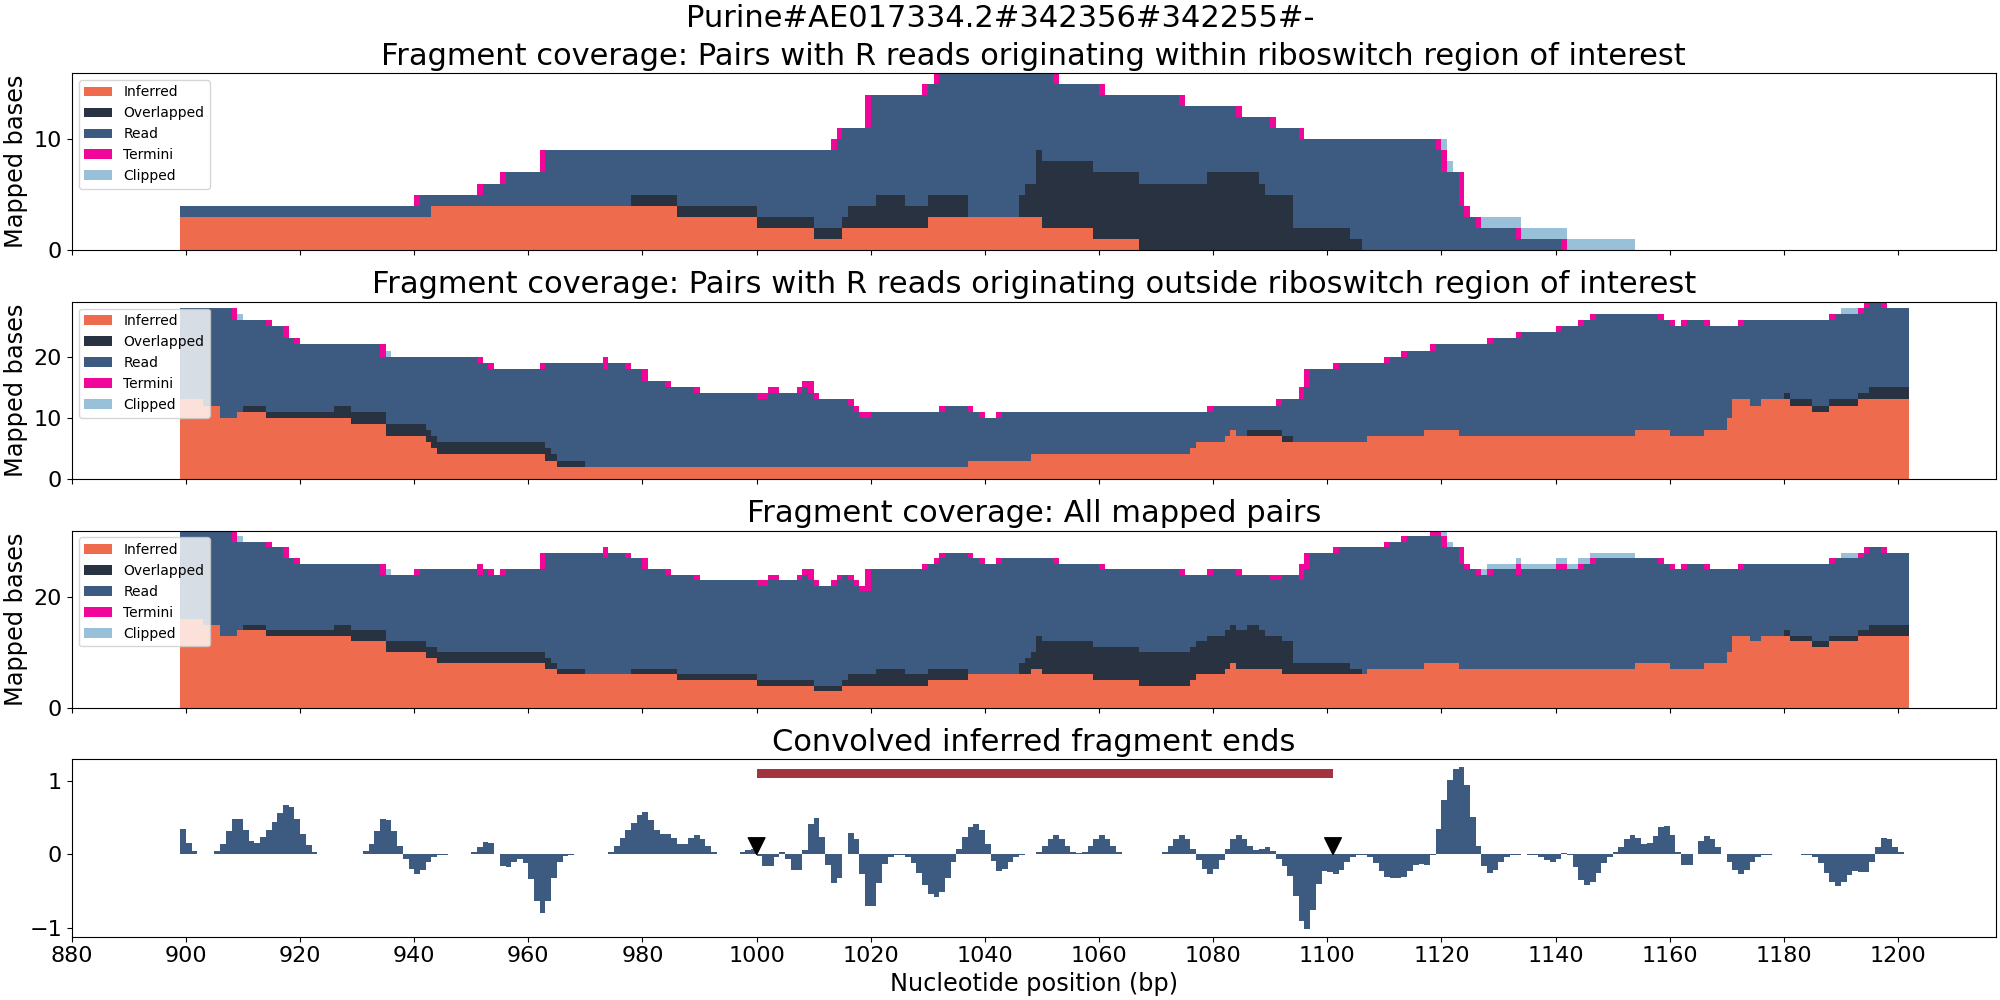 Purine#AE017334.2#342356#342255#-
Fragment coverage: Pairs with R reads originating within riboswitch region of interest
Mapped bases
10
0
Inferred
Overlapped
Read
Termini
Clipped
Fragment coverage: Pairs with R reads originating outside riboswitch region of interest
Mapped bases
20
10
0
Inferred
Overlapped
Read
Termini
Clipped
Fragment coverage: All mapped pairs
Mapped bases
20
0
Inferred
Overlapped
Read
Termini
Clipped
Convolved inferred fragment ends
1
0
−1
880 900 920 940 960 980 1000 1020 1040 1060 1080 1100 1120 1140 1160 1180 1200
Nucleotide position (bp)